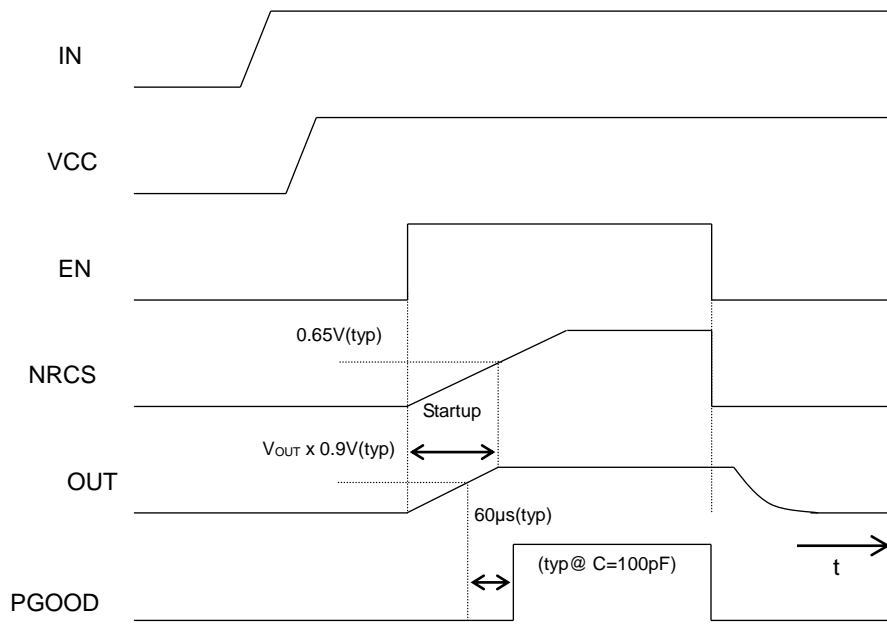 IN
VCC
EN
0.65V(typ)
NRCS
Startup
VOUT x 0.9V(typ)
OUT
60µs(typ)
(typ@ C=100pF)
t
PGOOD